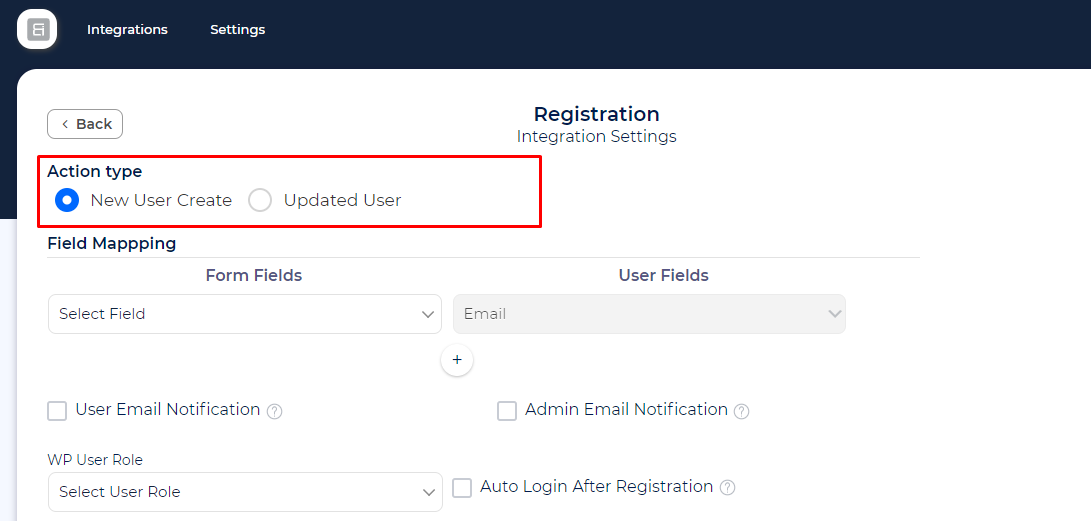 Integrations Settings
Back
Registration
Integration Settings
Action type
New User Create Updated User
Field Mappping
Form Fields User Fields
Select Field Email
+
User Email Notification ? Admin Email Notification ?
WP User Role
Select User Role Auto Login After Registration ?